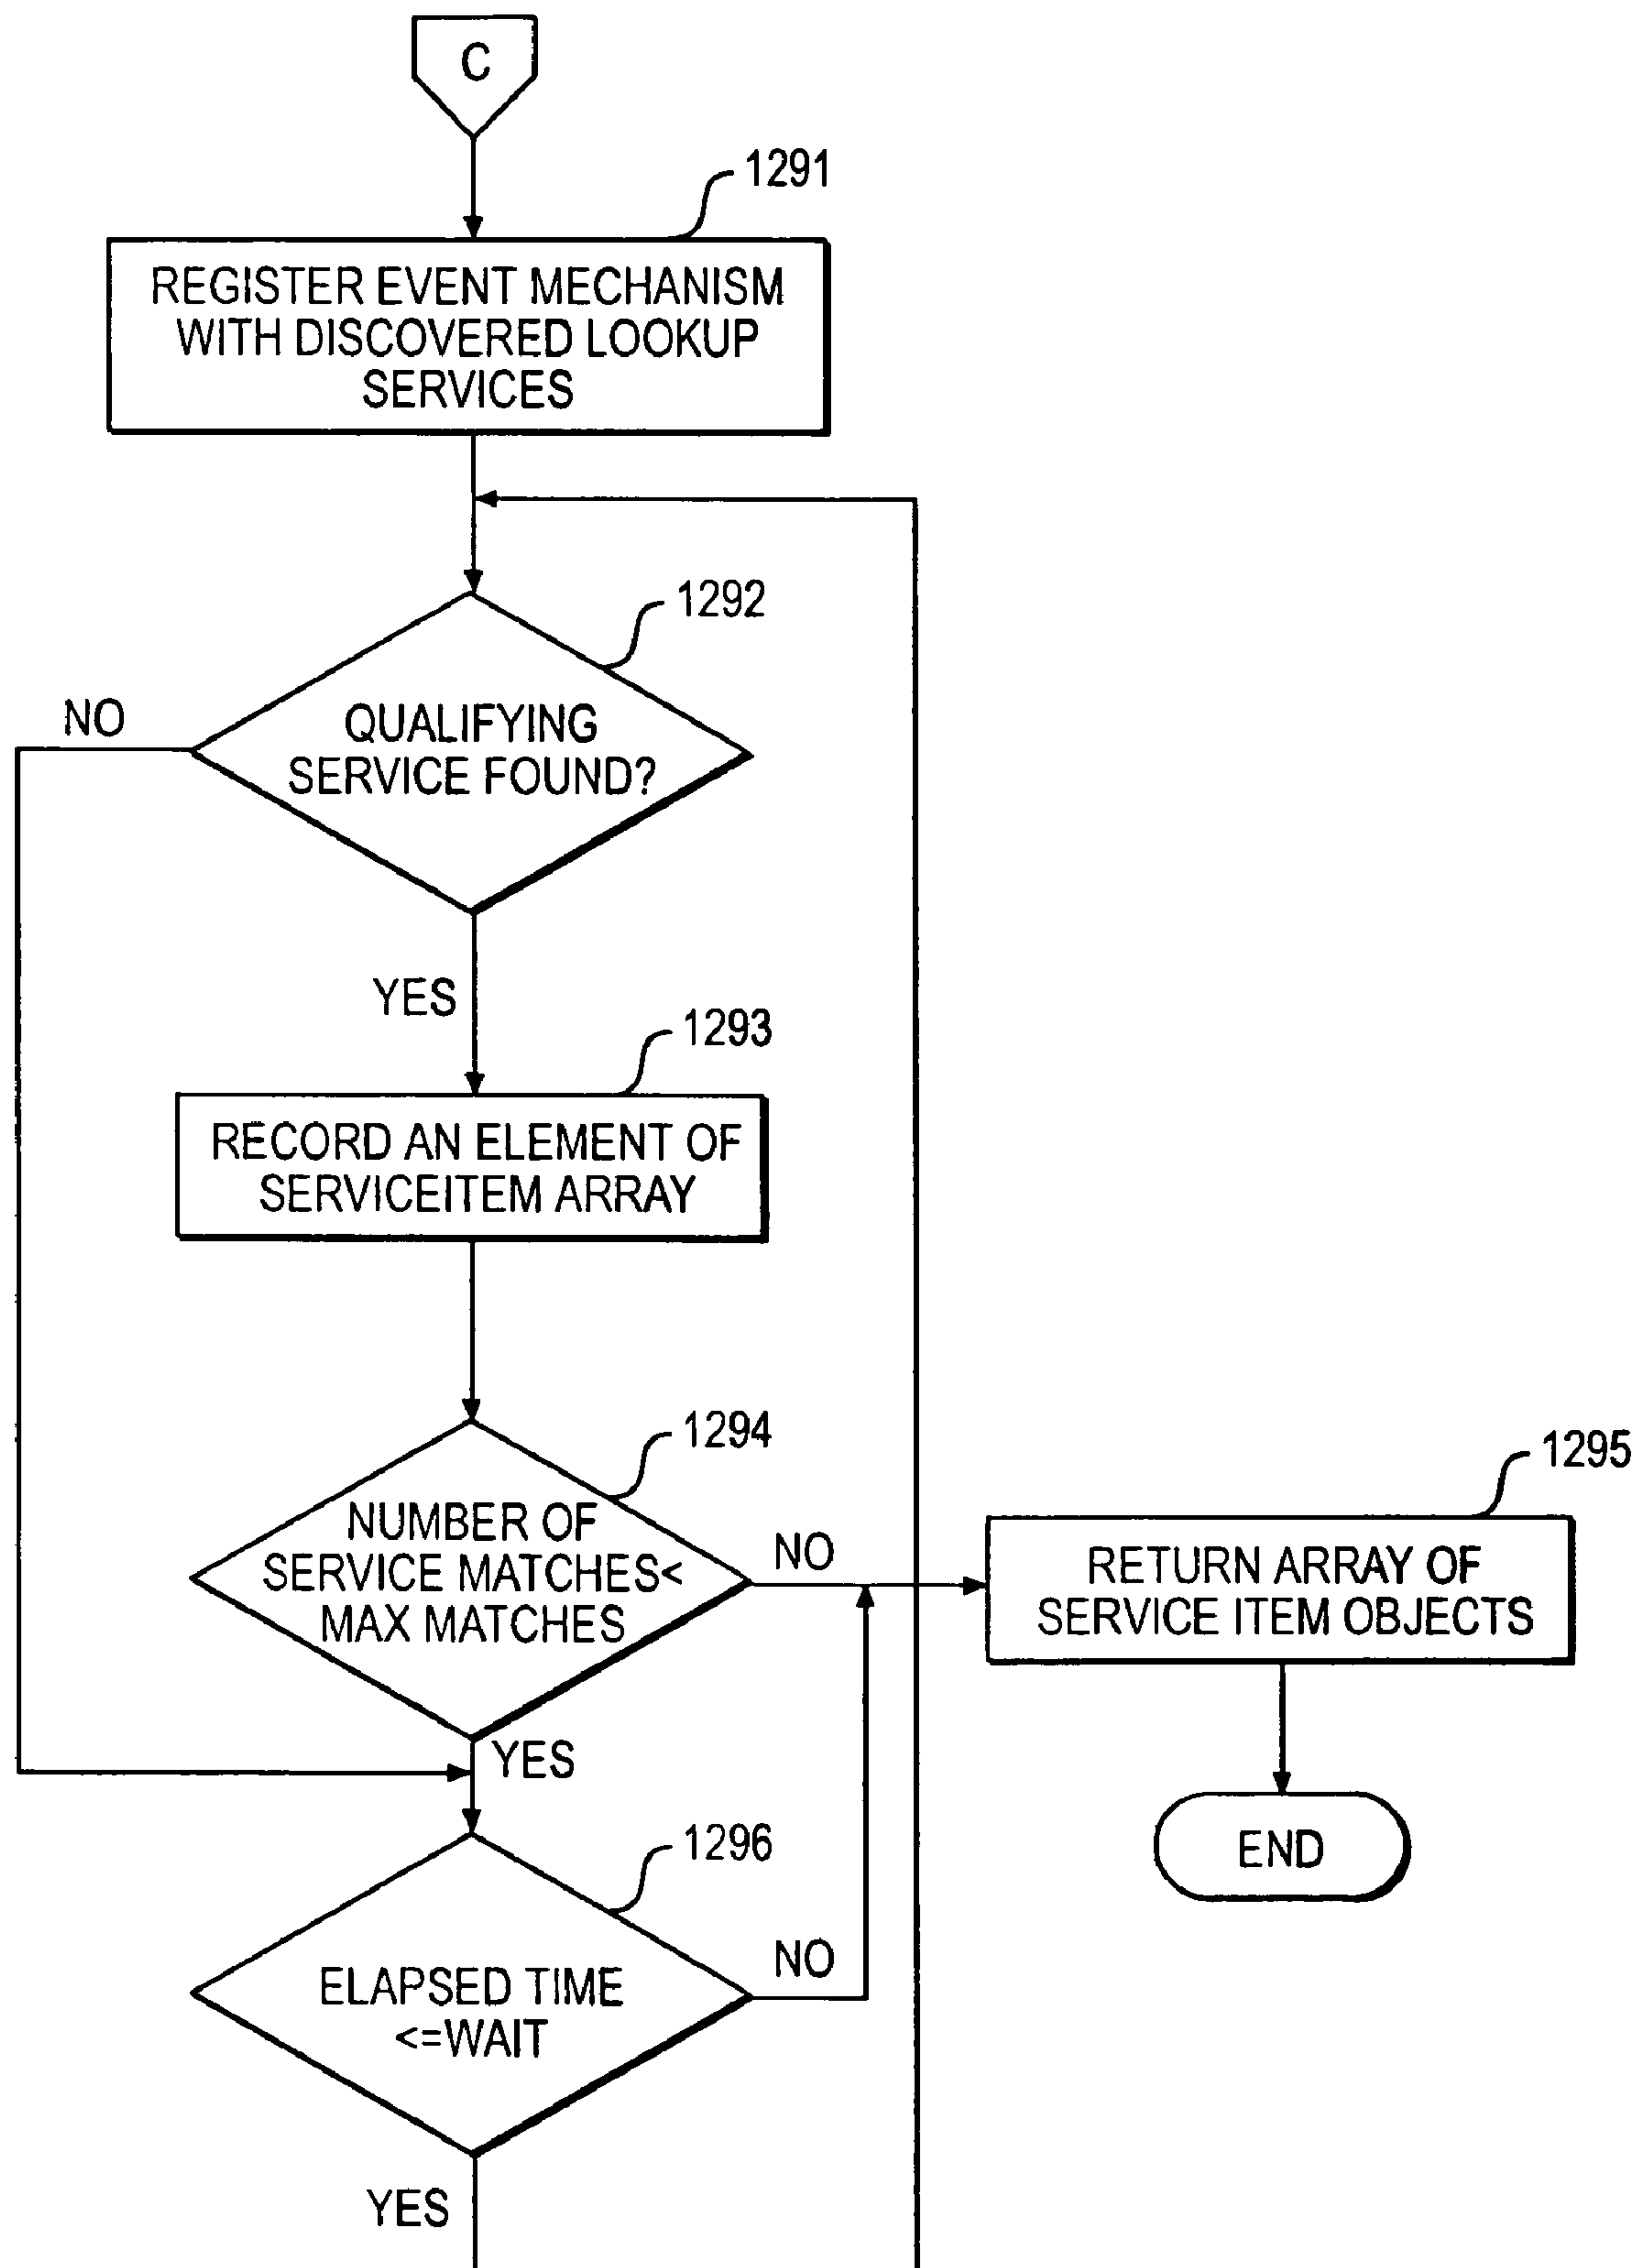 C
1291
REGISTER EVENT MECHANISM
WITH DISCOVERED LOOKUP
SERVICES
1292
NO
QUALIFYING
SERVICE FOUND?
YES
1293
RECORD AN ELEMENT OF
SERVICEITEM ARRAY
1294
NUMBER OF
SERVICE MATCHES<
MAX MATCHES
NO
1295
RETURN ARRAY OF
SERVICE ITEM OBJECTS
YES
END
1296
ELAPSED TIME
<=WAIT
NO
YES